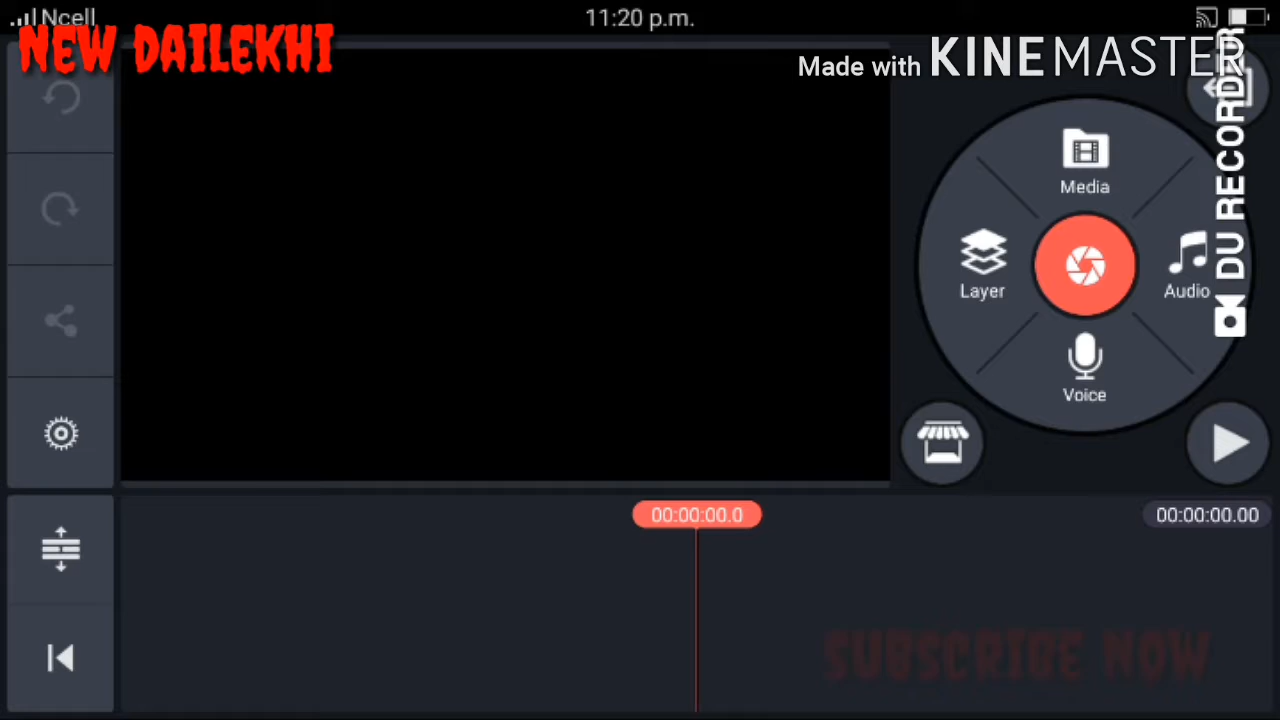 Ncell
11:20 p.m.
NEW DAILEKHI
Made with KINEMASTER
DU RECORDER
Media
Layer
Audio
Voice
00:00:00.0
00:00:00.00
SUBSCRIBE NOW